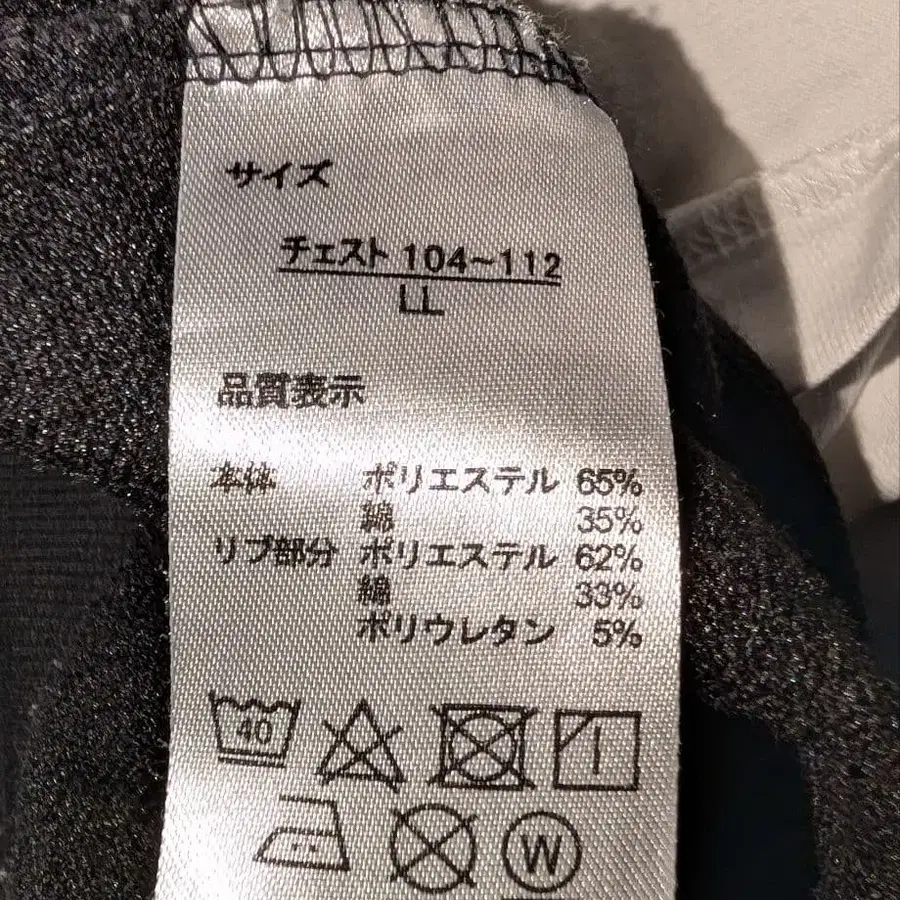 サイズ
チェスト 104~112
LL
品質表示
本体 ポリエステル 65%
綿 35%
リブ部分 ポリエステル 62%
綿 33%
ポリウレタン 5%
40
W